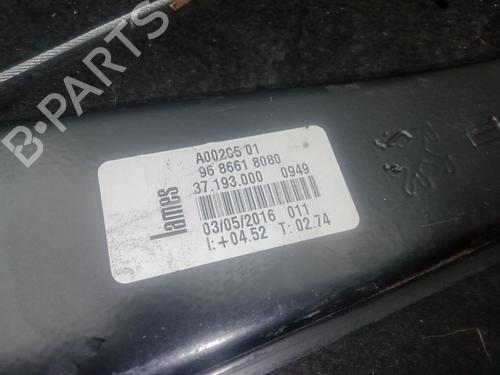 B-PARTS
A002C5 01
96 8661 8080
37.193.000 0949
lames
03/05/2016 011
I:+04.52 T: 02.74